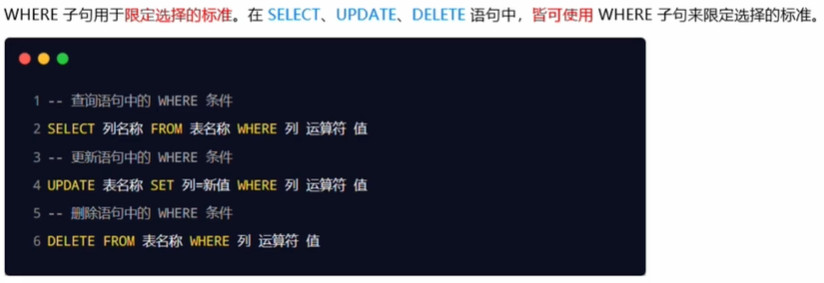 WHERE 子句用于限定选择的标准。在 SELECT、UPDATE、DELETE 语句中，皆可使用 WHERE 子句来限定选择的标准。
1 -- 查询语句中的 WHERE 条件
2 SELECT 列名称 FROM 表名称 WHERE 列 运算符 值
3 -- 更新语句中的 WHERE 条件
4 UPDATE 表名称 SET 列=新值 WHERE 列 运算符 值
5 -- 删除语句中的 WHERE 条件
6 DELETE FROM 表名称 WHERE 列 运算符 值